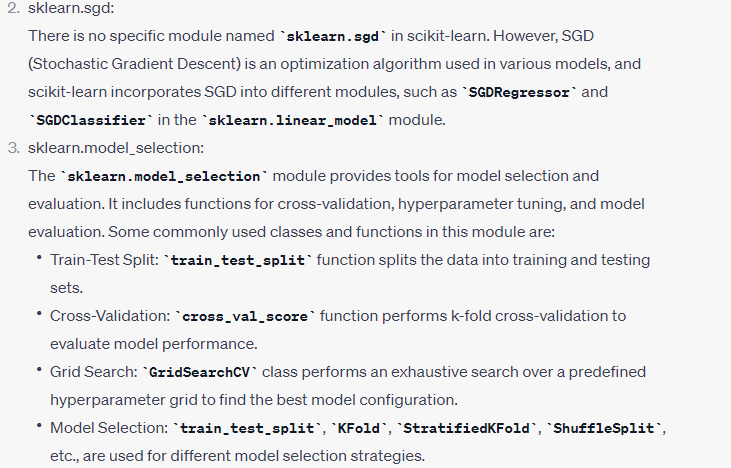 2. sklearn.sgd:
There is no specific module named `sklearn.sgd` in scikit-learn. However, SGD
(Stochastic Gradient Descent) is an optimization algorithm used in various models, and
scikit-learn incorporates SGD into different modules, such as `SGDRegressor` and
`SGDClassifier` in the `sklearn.linear_model` module.
3. sklearn.model_selection:
The `sklearn.model_selection` module provides tools for model selection and
evaluation. It includes functions for cross-validation, hyperparameter tuning, and model
evaluation. Some commonly used classes and functions in this module are:
• Train-Test Split: `train_test_split` function splits the data into training and testing
sets.
• Cross-Validation: `cross_val_score` function performs k-fold cross-validation to
evaluate model performance.
• Grid Search: `GridSearchCV` class performs an exhaustive search over a predefined
hyperparameter grid to find the best model configuration.
• Model Selection: `train_test_split`, `KFold`, `StratifiedKFold`, `ShuffleSplit`,
etc., are used for different model selection strategies.